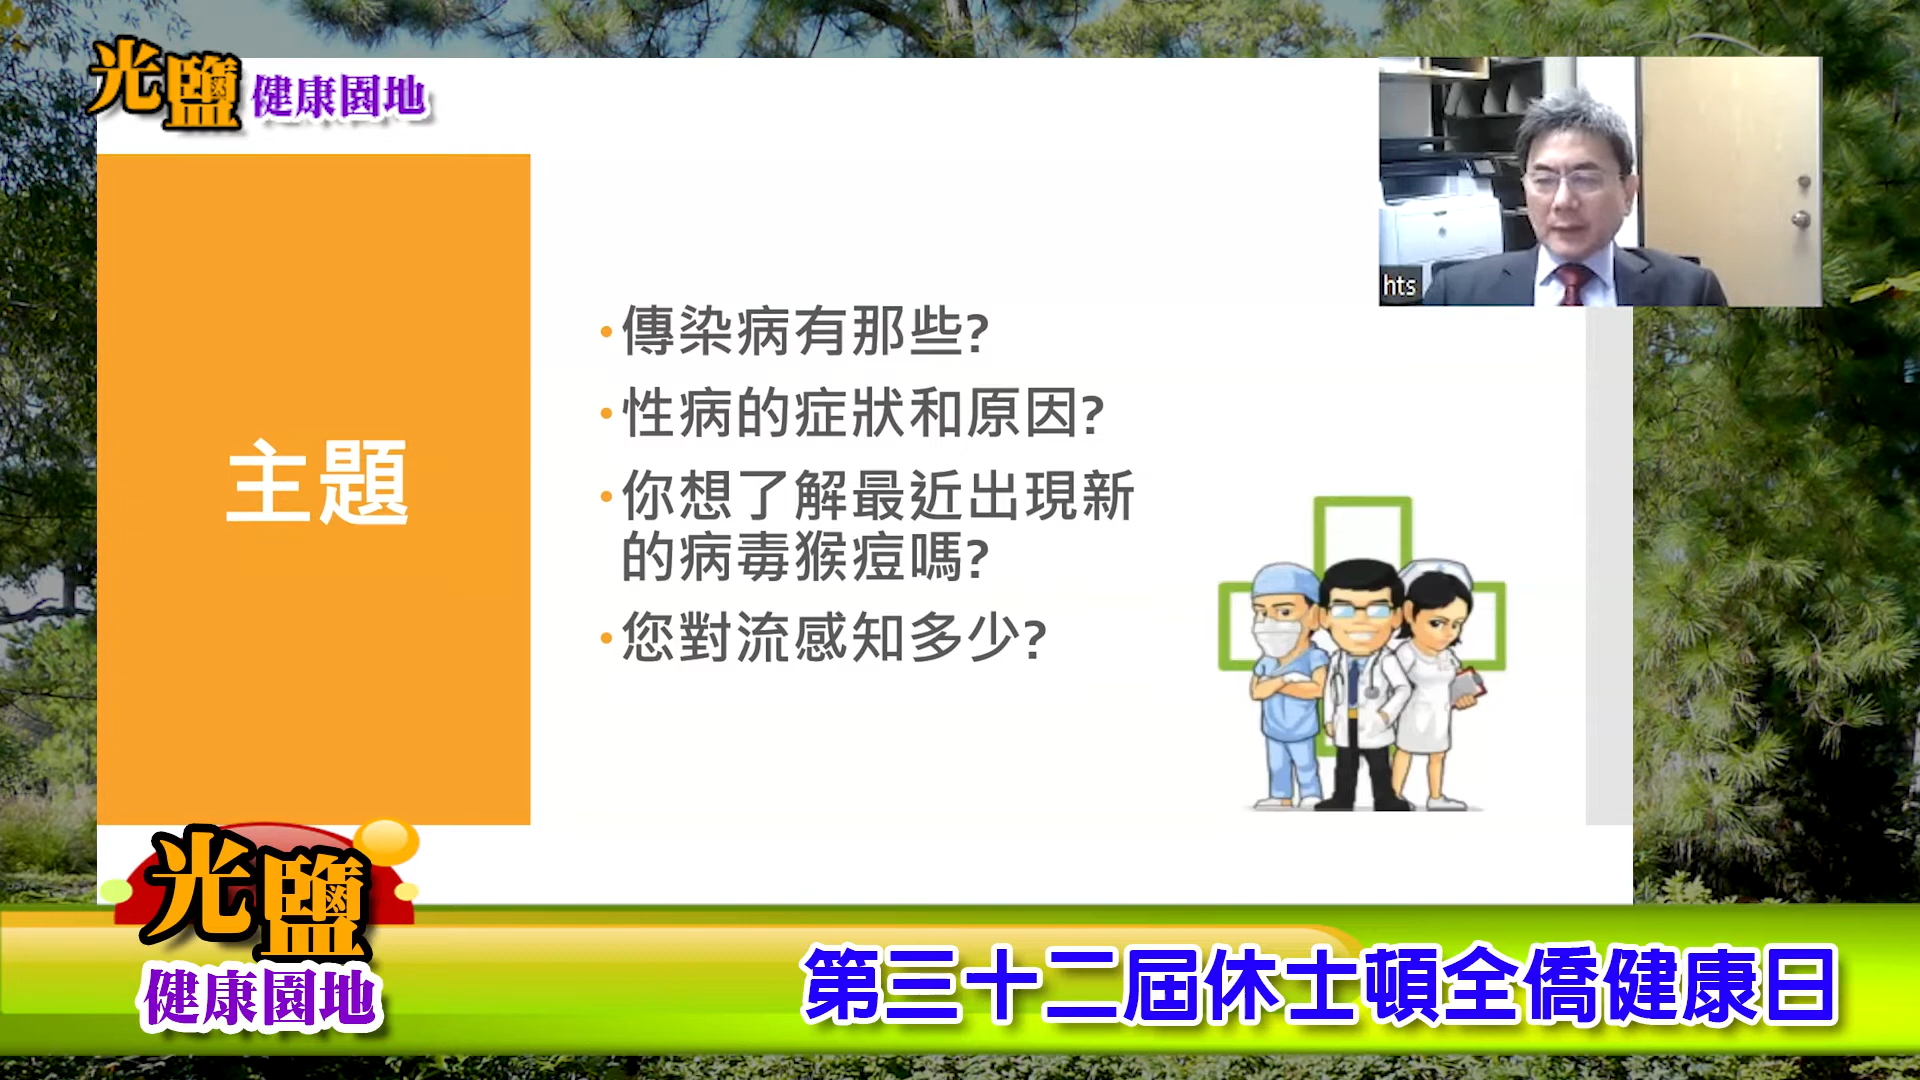 光鹽 健康園地
hts
主題
•傳染病有那些?
•性病的症狀和原因?
•你想了解最近出現新
的病毒猴痘嗎?
•您對流感知多少?
光鹽
健康園地
第三十二屆休士頓全僑健康日